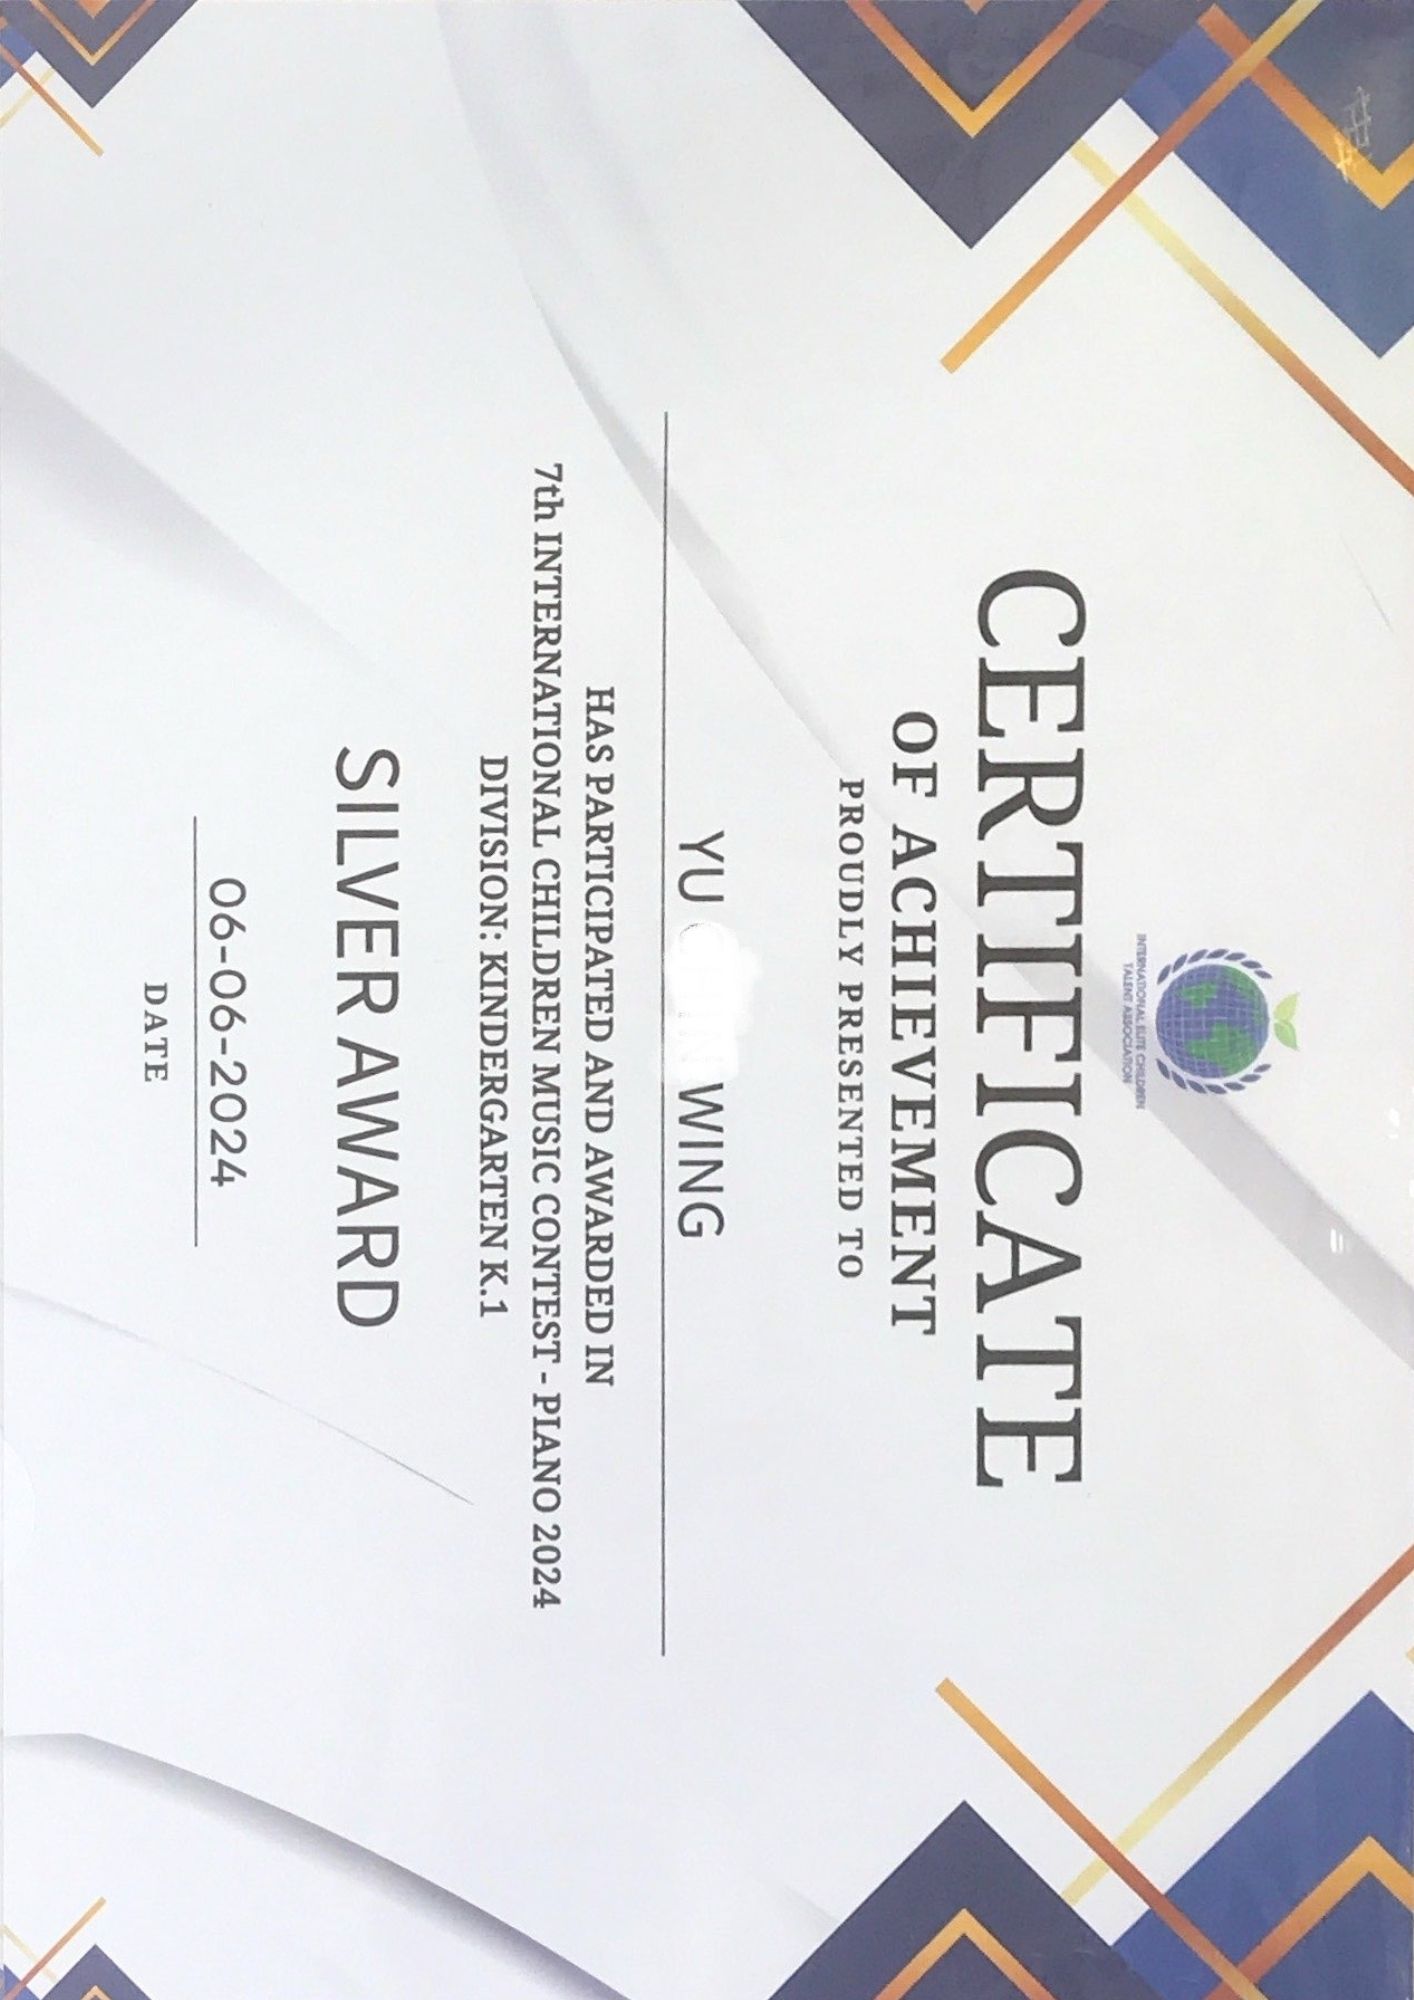 INTERNATIONAL ELITE CHILDREN
TALENT ASSOCIATION
CERTIFICATE
OF ACHIEVEMENT
PROUDLY PRESENTED TO
YU WING
HAS PARTICIPATED AND AWARDED IN
7th INTERNATIONAL CHILDREN MUSIC CONTEST - PIANO 2024
DIVISION: KINDERGARTEN K.1
SILVER AWARD
06-06-2024
DATE